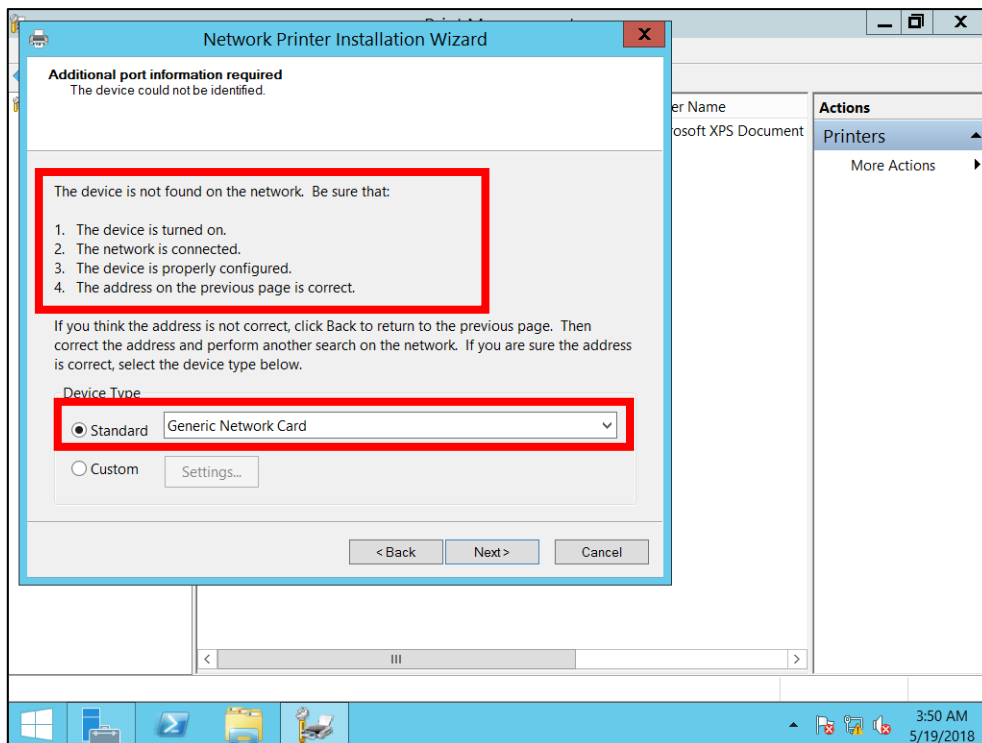 Network Printer Installation Wizard
X
X
Additional port information required
The device could not be identified.
er Name
Actions
rosoft XPS Document
Printers
More Actions
The device is not found on the network. Be sure that:
1. The device is turned on.
2. The network is connected.
3. The device is properly configured.
4. The address on the previous page is correct.
If you think the address is not correct, click Back to return to the previous page. Then
correct the address and perform another search on the network. If you are sure the address
is correct, select the device type below.
Device Type
Standard Generic Network Card
Custom Settings...
< Back Next > Cancel
3:50 AM
5/19/2018